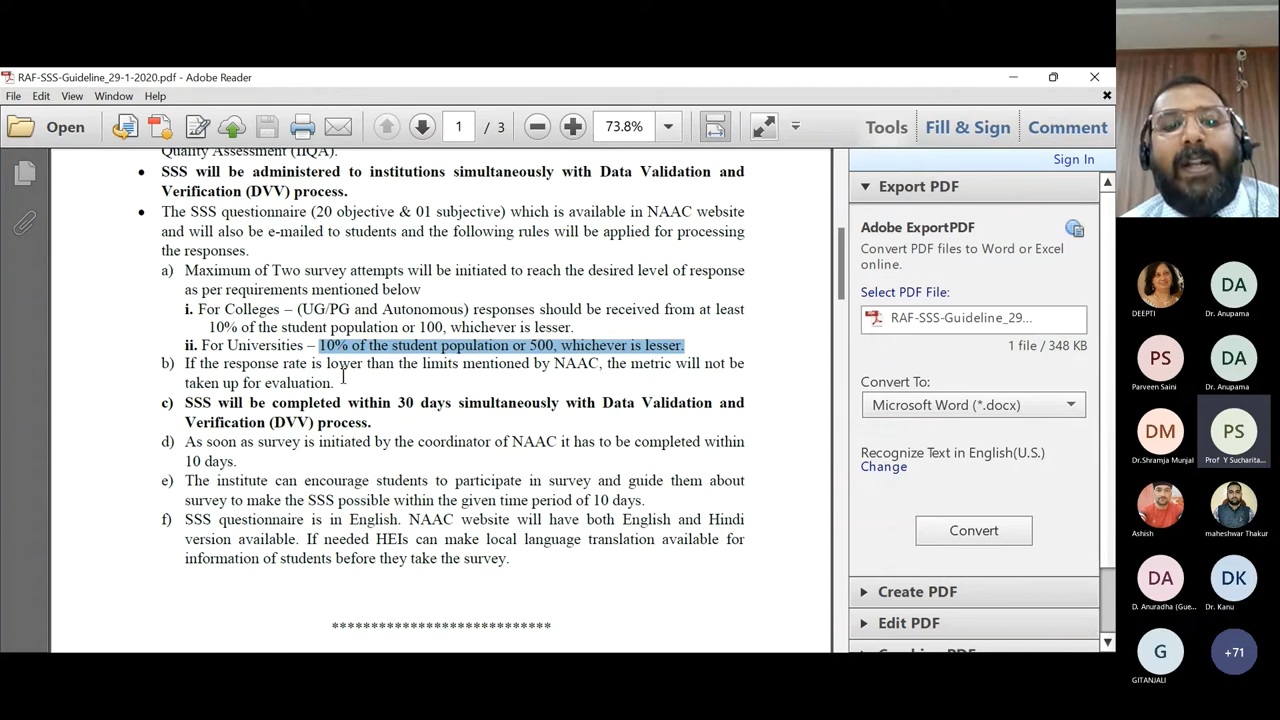 RAF-SSS-Guideline_29-1-2020.pdf - Adobe Reader
File Edit View Window Help
Open 1 / 3 73.8% Tools Fill & Sign Comment
Sign In
Quality Assessment (IIQA).
• SSS will be administered to institutions simultaneously with Data Validation and
Verification (DVV) process.
• The SSS questionnaire (20 objective & 01 subjective) which is available in NAAC website
and will also be e-mailed to students and the following rules will be applied for processing
the responses.
a) Maximum of Two survey attempts will be initiated to reach the desired level of response
as per requirements mentioned below
i. For Colleges – (UG/PG and Autonomous) responses should be received from at least
10% of the student population or 100, whichever is lesser.
ii. For Universities – 10% of the student population or 500, whichever is lesser.
b) If the response rate is lower than the limits mentioned by NAAC, the metric will not be
taken up for evaluation.
c) SSS will be completed within 30 days simultaneously with Data Validation and
Verification (DVV) process.
d) As soon as survey is initiated by the coordinator of NAAC it has to be completed within
10 days.
e) The institute can encourage students to participate in survey and guide them about
survey to make the SSS possible within the given time period of 10 days.
f) SSS questionnaire is in English. NAAC website will have both English and Hindi
version available. If needed HEIs can make local language translation available for
information of students before they take the survey.
****************************
Export PDF
Adobe ExportPDF
Convert PDF files to Word or Excel
online.
Select PDF File:
RAF-SSS-Guideline_29...
1 file / 348 KB
Convert To:
Microsoft Word (*.docx)
Recognize Text in English(U.S.)
Change
Convert
Create PDF
Edit PDF
DEEPTI
DA
Dr. Anupama
PS
Parveen Saini
DA
Dr. Anupama
DM
Dr.Shramja Munjal
PS
Prof Y Sucharita...
Ashish
maheshwar Thakur
DA
D. Anuradha (Gue...
DK
Dr. Kanu
G
GITANJALI
+71